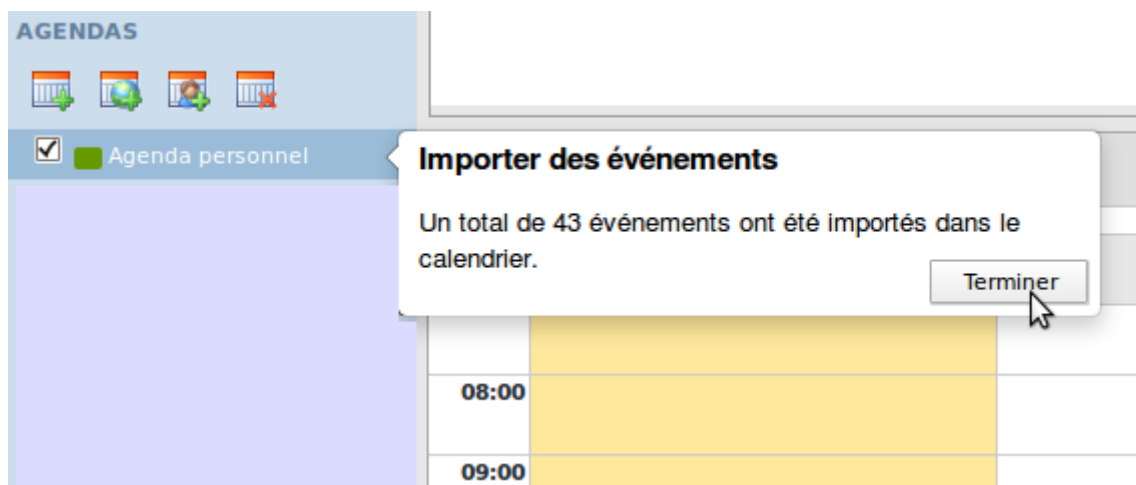 AGENDAS
Agenda personnel
Importer des événements
Un total de 43 événements ont été importés dans le
calendrier.
Terminer
08:00
09:00